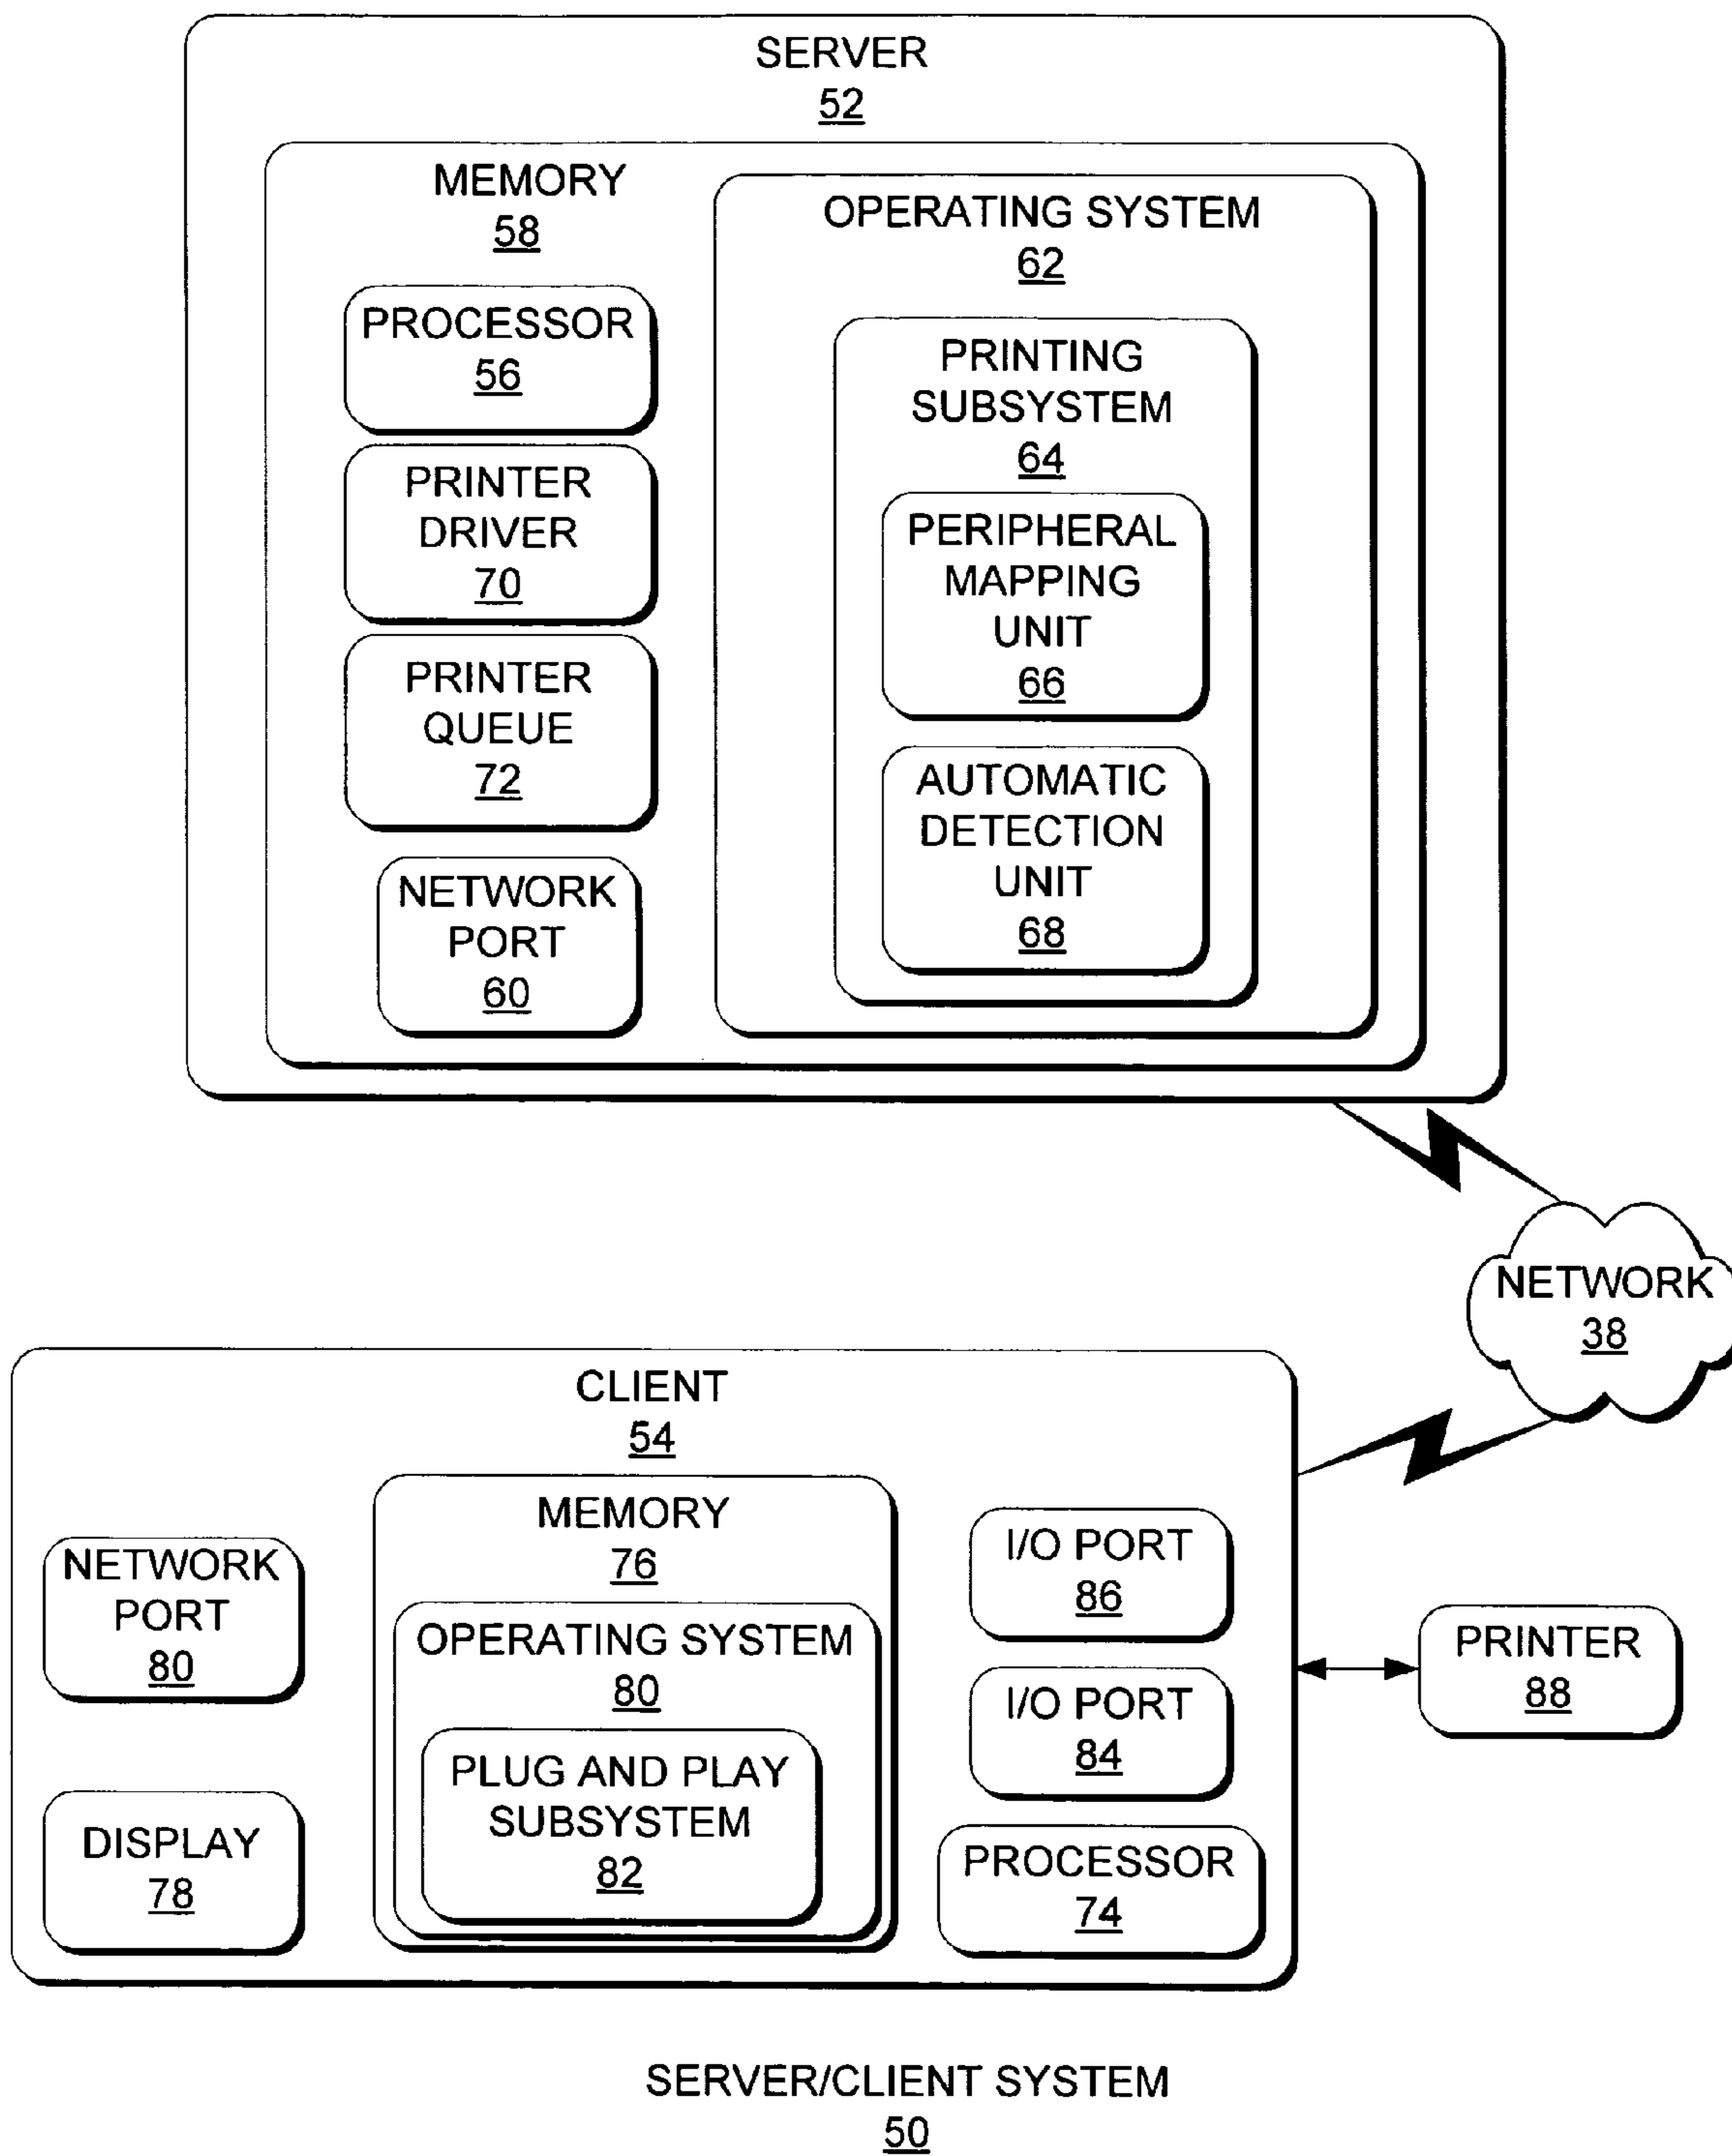 SERVER
52
MEMORY
58
PROCESSOR
56
PRINTER
DRIVER
70
PRINTER
QUEUE
72
NETWORK
PORT
60
OPERATING SYSTEM
62
PRINTING
SUBSYSTEM
64
PERIPHERAL
MAPPING
UNIT
66
AUTOMATIC
DETECTION
UNIT
68
NETWORK
38
CLIENT
54
NETWORK
PORT
80
DISPLAY
78
MEMORY
76
OPERATING SYSTEM
80
PLUG AND PLAY
SUBSYSTEM
82
I/O PORT
86
I/O PORT
84
PROCESSOR
74
PRINTER
88
SERVER/CLIENT SYSTEM
50